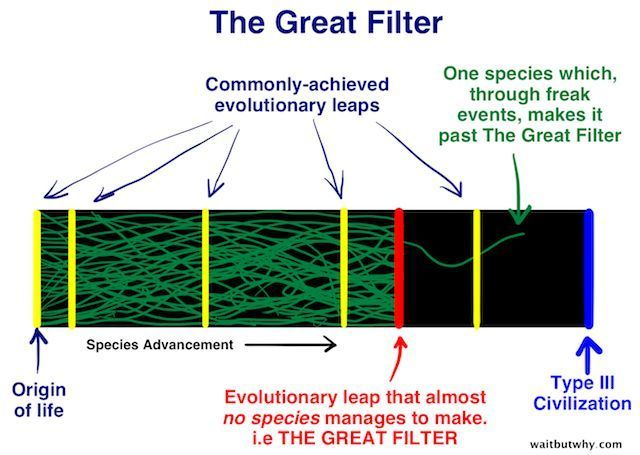 The Great Filter
Commonly-achieved
evolutionary leaps
One species which,
through freak
events, makes it
past The Great Filter
Species Advancement
Origin
of life
Evolutionary leap that almost
no species manages to make.
i.e THE GREAT FILTER
Type III
Civilization
waitbutwhy.com